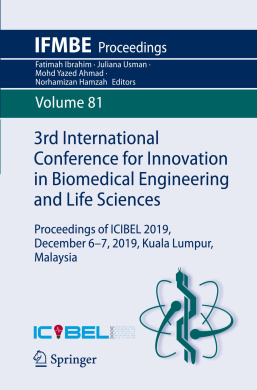 IFMBE Proceedings
Fatimah Ibrahim · Juliana Usman ·
Mohd Yazed Ahmad ·
Norhamizan Hamzah Editors
Volume 81
3rd International
Conference for Innovation
in Biomedical Engineering
and Life Sciences
Proceedings of ICIBEL 2019,
December 6–7, 2019, Kuala Lumpur,
Malaysia
ICIBEL
Springer